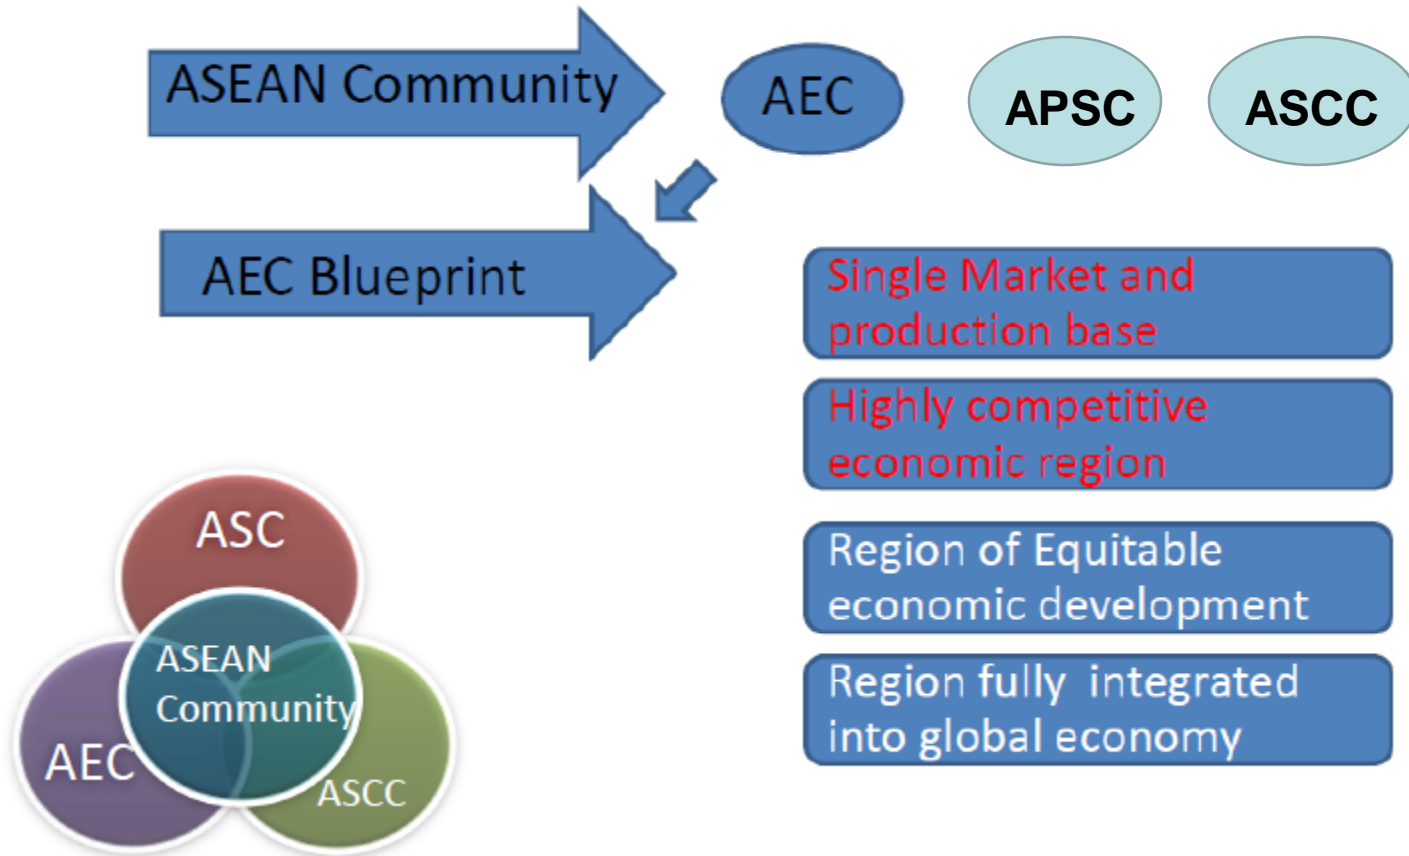 ASEAN Community
AEC
APSC
ASCC
AEC Blueprint
Single Market and
production base
Highly competitive
economic region
Region of Equitable
economic development
Region fully integrated
into global economy
ASC
ASEAN
Community
AEC
ASCC